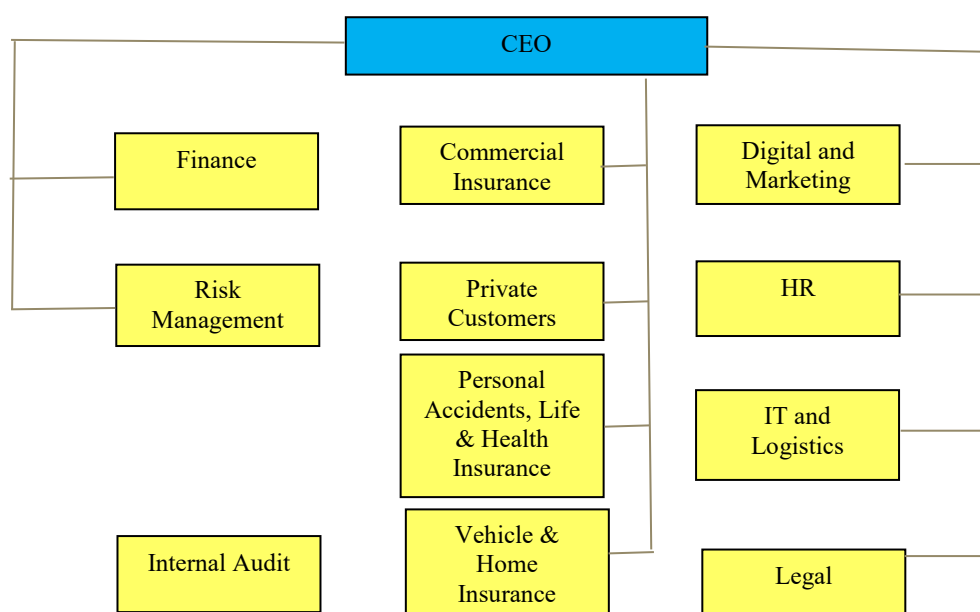 CEO
Finance
Commercial
Insurance
Digital and
Marketing
Risk
Management
Private
Customers
HR
Personal
Accidents, Life
& Health
Insurance
IT and
Logistics
Internal Audit
Vehicle &
Home
Insurance
Legal